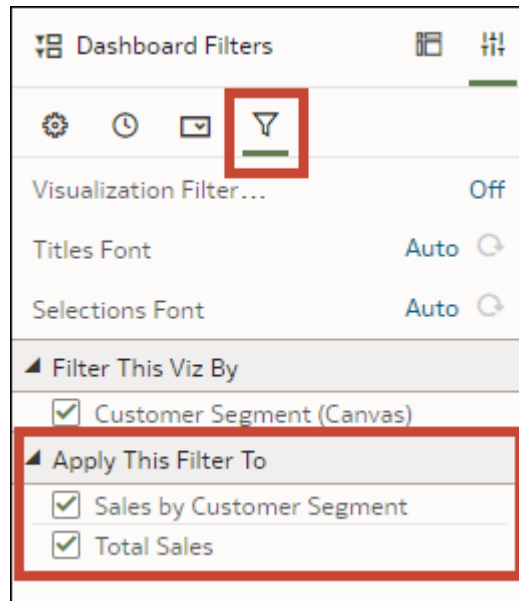 Dashboard Filters
Visualization Filter... Off
Titles Font Auto
Selections Font Auto
Filter This Viz By
Customer Segment (Canvas)
Apply This Filter To
Sales by Customer Segment
Total Sales